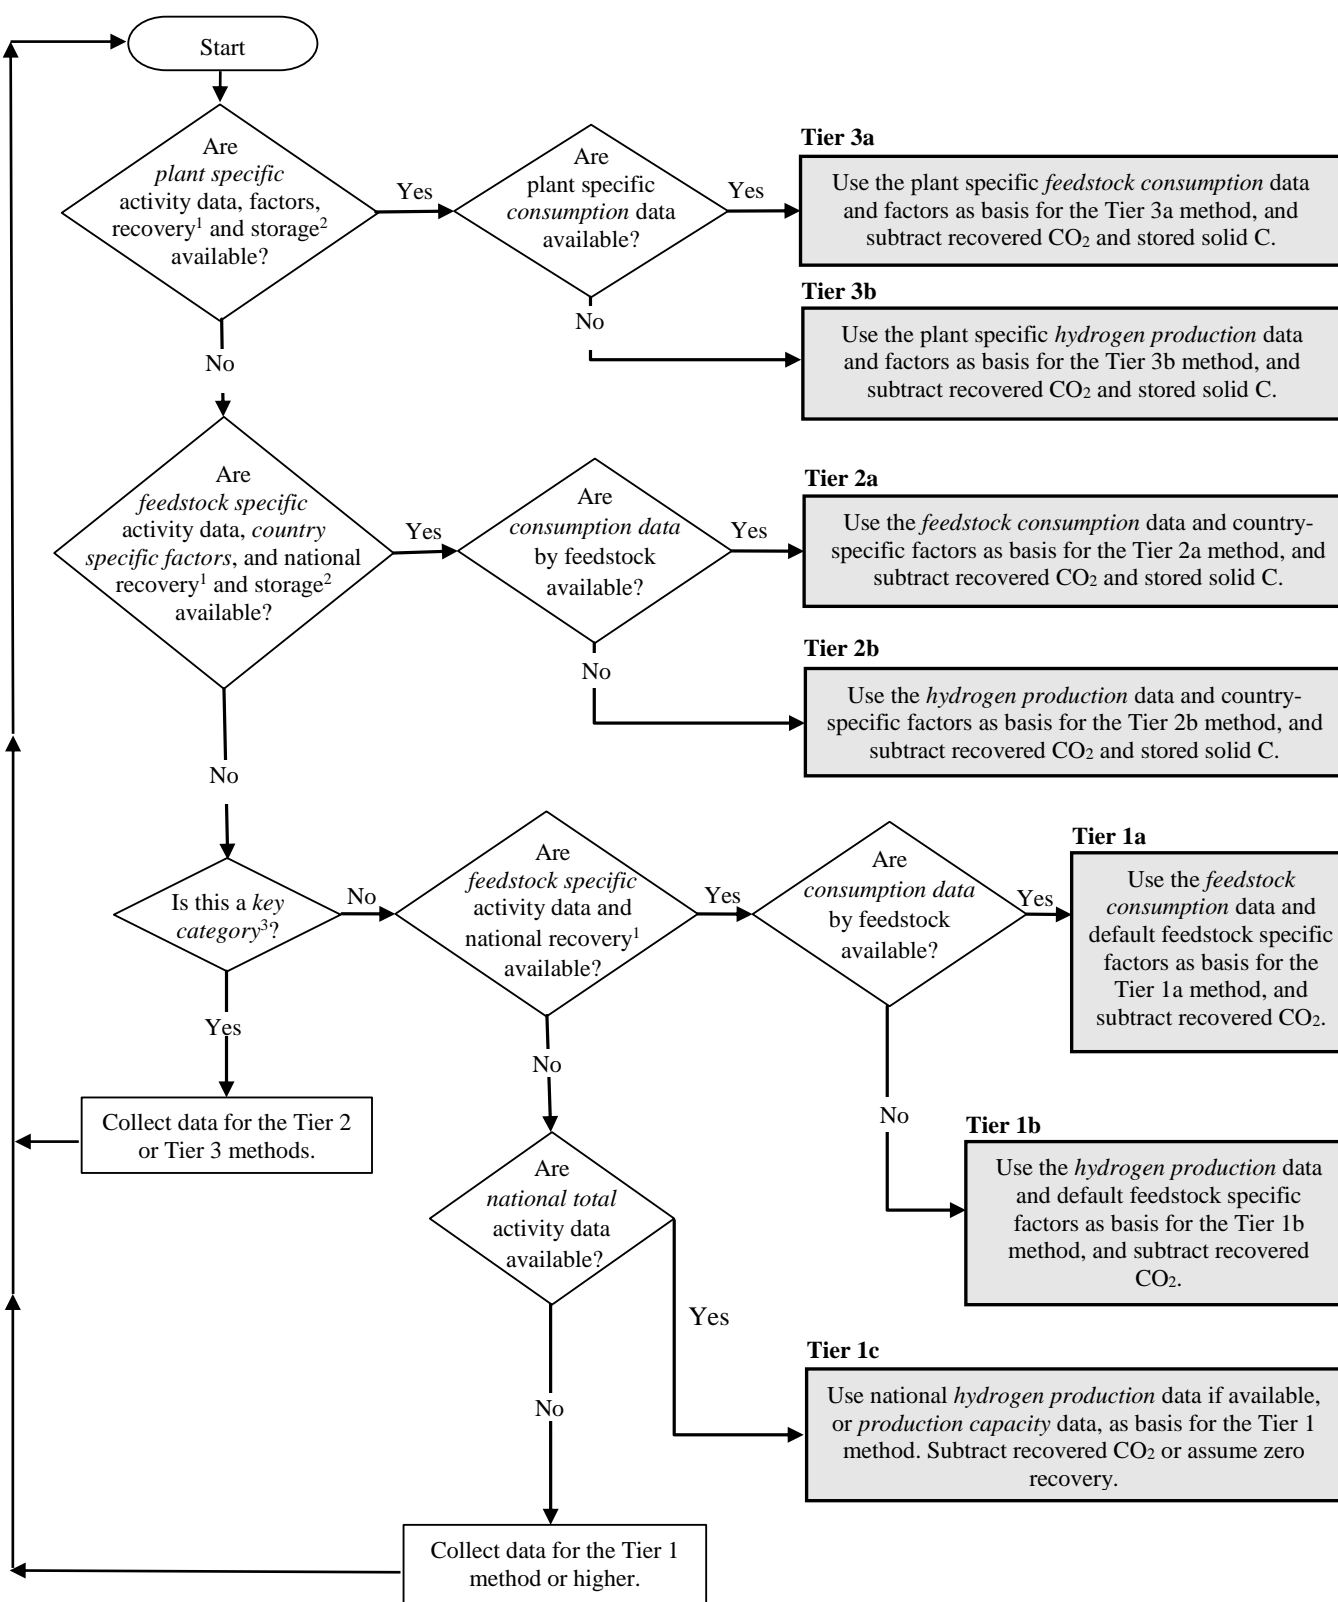 Start
Are
plant specific
activity data, factors,
recovery1 and storage2
available?
Yes
Are
plant specific
consumption data
available?
Yes
Tier 3a
Use the plant specific feedstock consumption data
and factors as basis for the Tier 3a method, and
subtract recovered CO2 and stored solid C.
No
Tier 3b
Use the plant specific hydrogen production data
and factors as basis for the Tier 3b method, and
subtract recovered CO2 and stored solid C.
No
Are
feedstock specific
activity data, country
specific factors, and national
recovery1 and storage2
available?
Yes
Are
consumption data
by feedstock
available?
Yes
Tier 2a
Use the feedstock consumption data and country-
specific factors as basis for the Tier 2a method, and
subtract recovered CO2 and stored solid C.
No
Tier 2b
Use the hydrogen production data and country-
specific factors as basis for the Tier 2b method, and
subtract recovered CO2 and stored solid C.
No
Is this a key
category3?
No
Are
feedstock specific
activity data and
national recovery1
available?
Yes
Are
consumption data
by feedstock
available?
Yes
Tier 1a
Use the feedstock
consumption data and
default feedstock specific
factors as basis for the
Tier 1a method, and
subtract recovered CO2.
Yes
Collect data for the Tier 2
or Tier 3 methods.
No
No
Tier 1b
Use the hydrogen production data
and default feedstock specific
factors as basis for the Tier 1b
method, and subtract recovered
CO2.
Are
national total
activity data
available?
Yes
Tier 1c
Use national hydrogen production data if available,
or production capacity data, as basis for the Tier 1
method. Subtract recovered CO2 or assume zero
recovery.
No
Collect data for the Tier 1
method or higher.